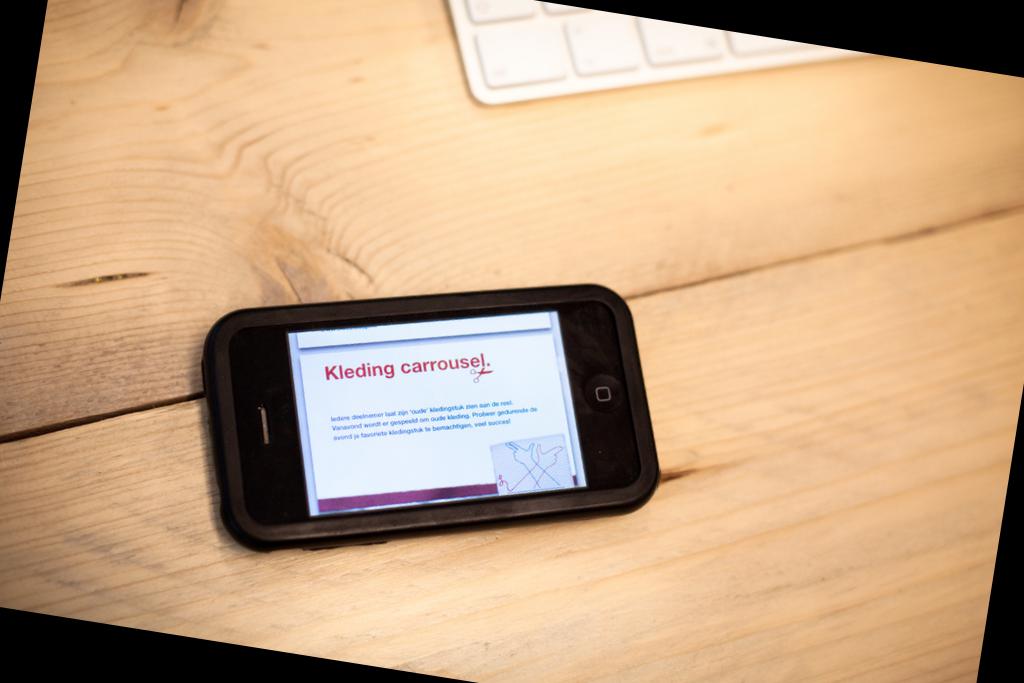 Kleding carrousel.
Iedere deelnemer laat zijn 'oude' kledingstuk zien aan de rest.
Vanavond wordt er gespeeld om oude kleding. Probeer gedurende de
avond je favoriete kledingstuk te bemachtigen, veel succes!